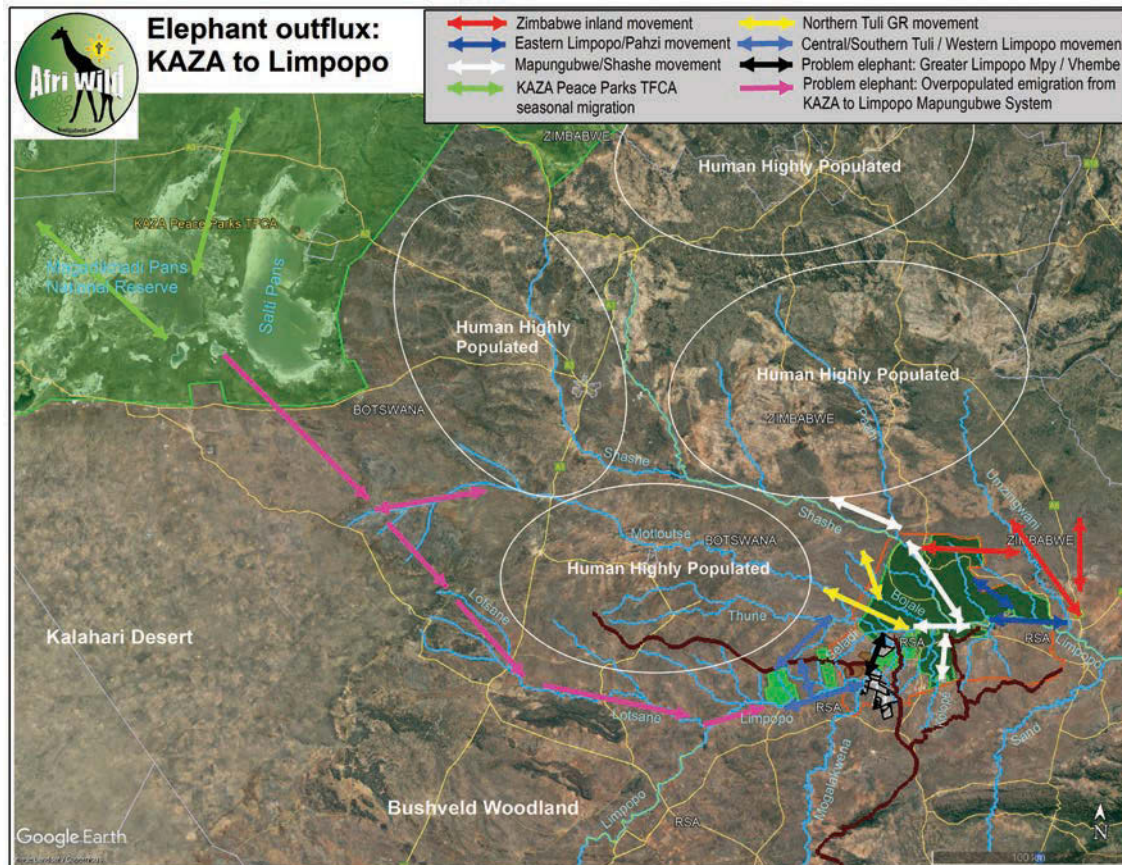 Afri Wild
Elephant outflux:
KAZA to Limpopo
Zimbabwe inland movement
Eastern Limpopo/Pahzi movement
Mapungubwe/Shashe movement
KAZA Peace Parks TFCA
seasonal migration
Northern Tuli GR movement
Central/Southern Tuli / Western Limpopo movemen
Problem elephant: Greater Limpopo Mpy / Vhembe
Problem elephant: Overpopulated emigration from
KAZA to Limpopo Mapungubwe System
ZIMBABWE
Human Highly Populated
KAZA Peace Parks TFCA
Makgadikgadi Pans
National Reserve
Salti Pans
Human Highly
Populated
Human Highly Populated
BOTSWANA
ZIMBABWE
Shashe
Umzingwani
Shashe
Motloutse
BOTSWANA
ZIMBABWE
Human Highly Populated
Lotsane
Thune
Bojale
Kalahari Desert
RSA
RSA
Limpopo
Lotsane
Limpopo
RSA
Kolope
Sand
Mogalakwena
Bushveld Woodland
Limpopo
RSA
N
Google Earth
100 km